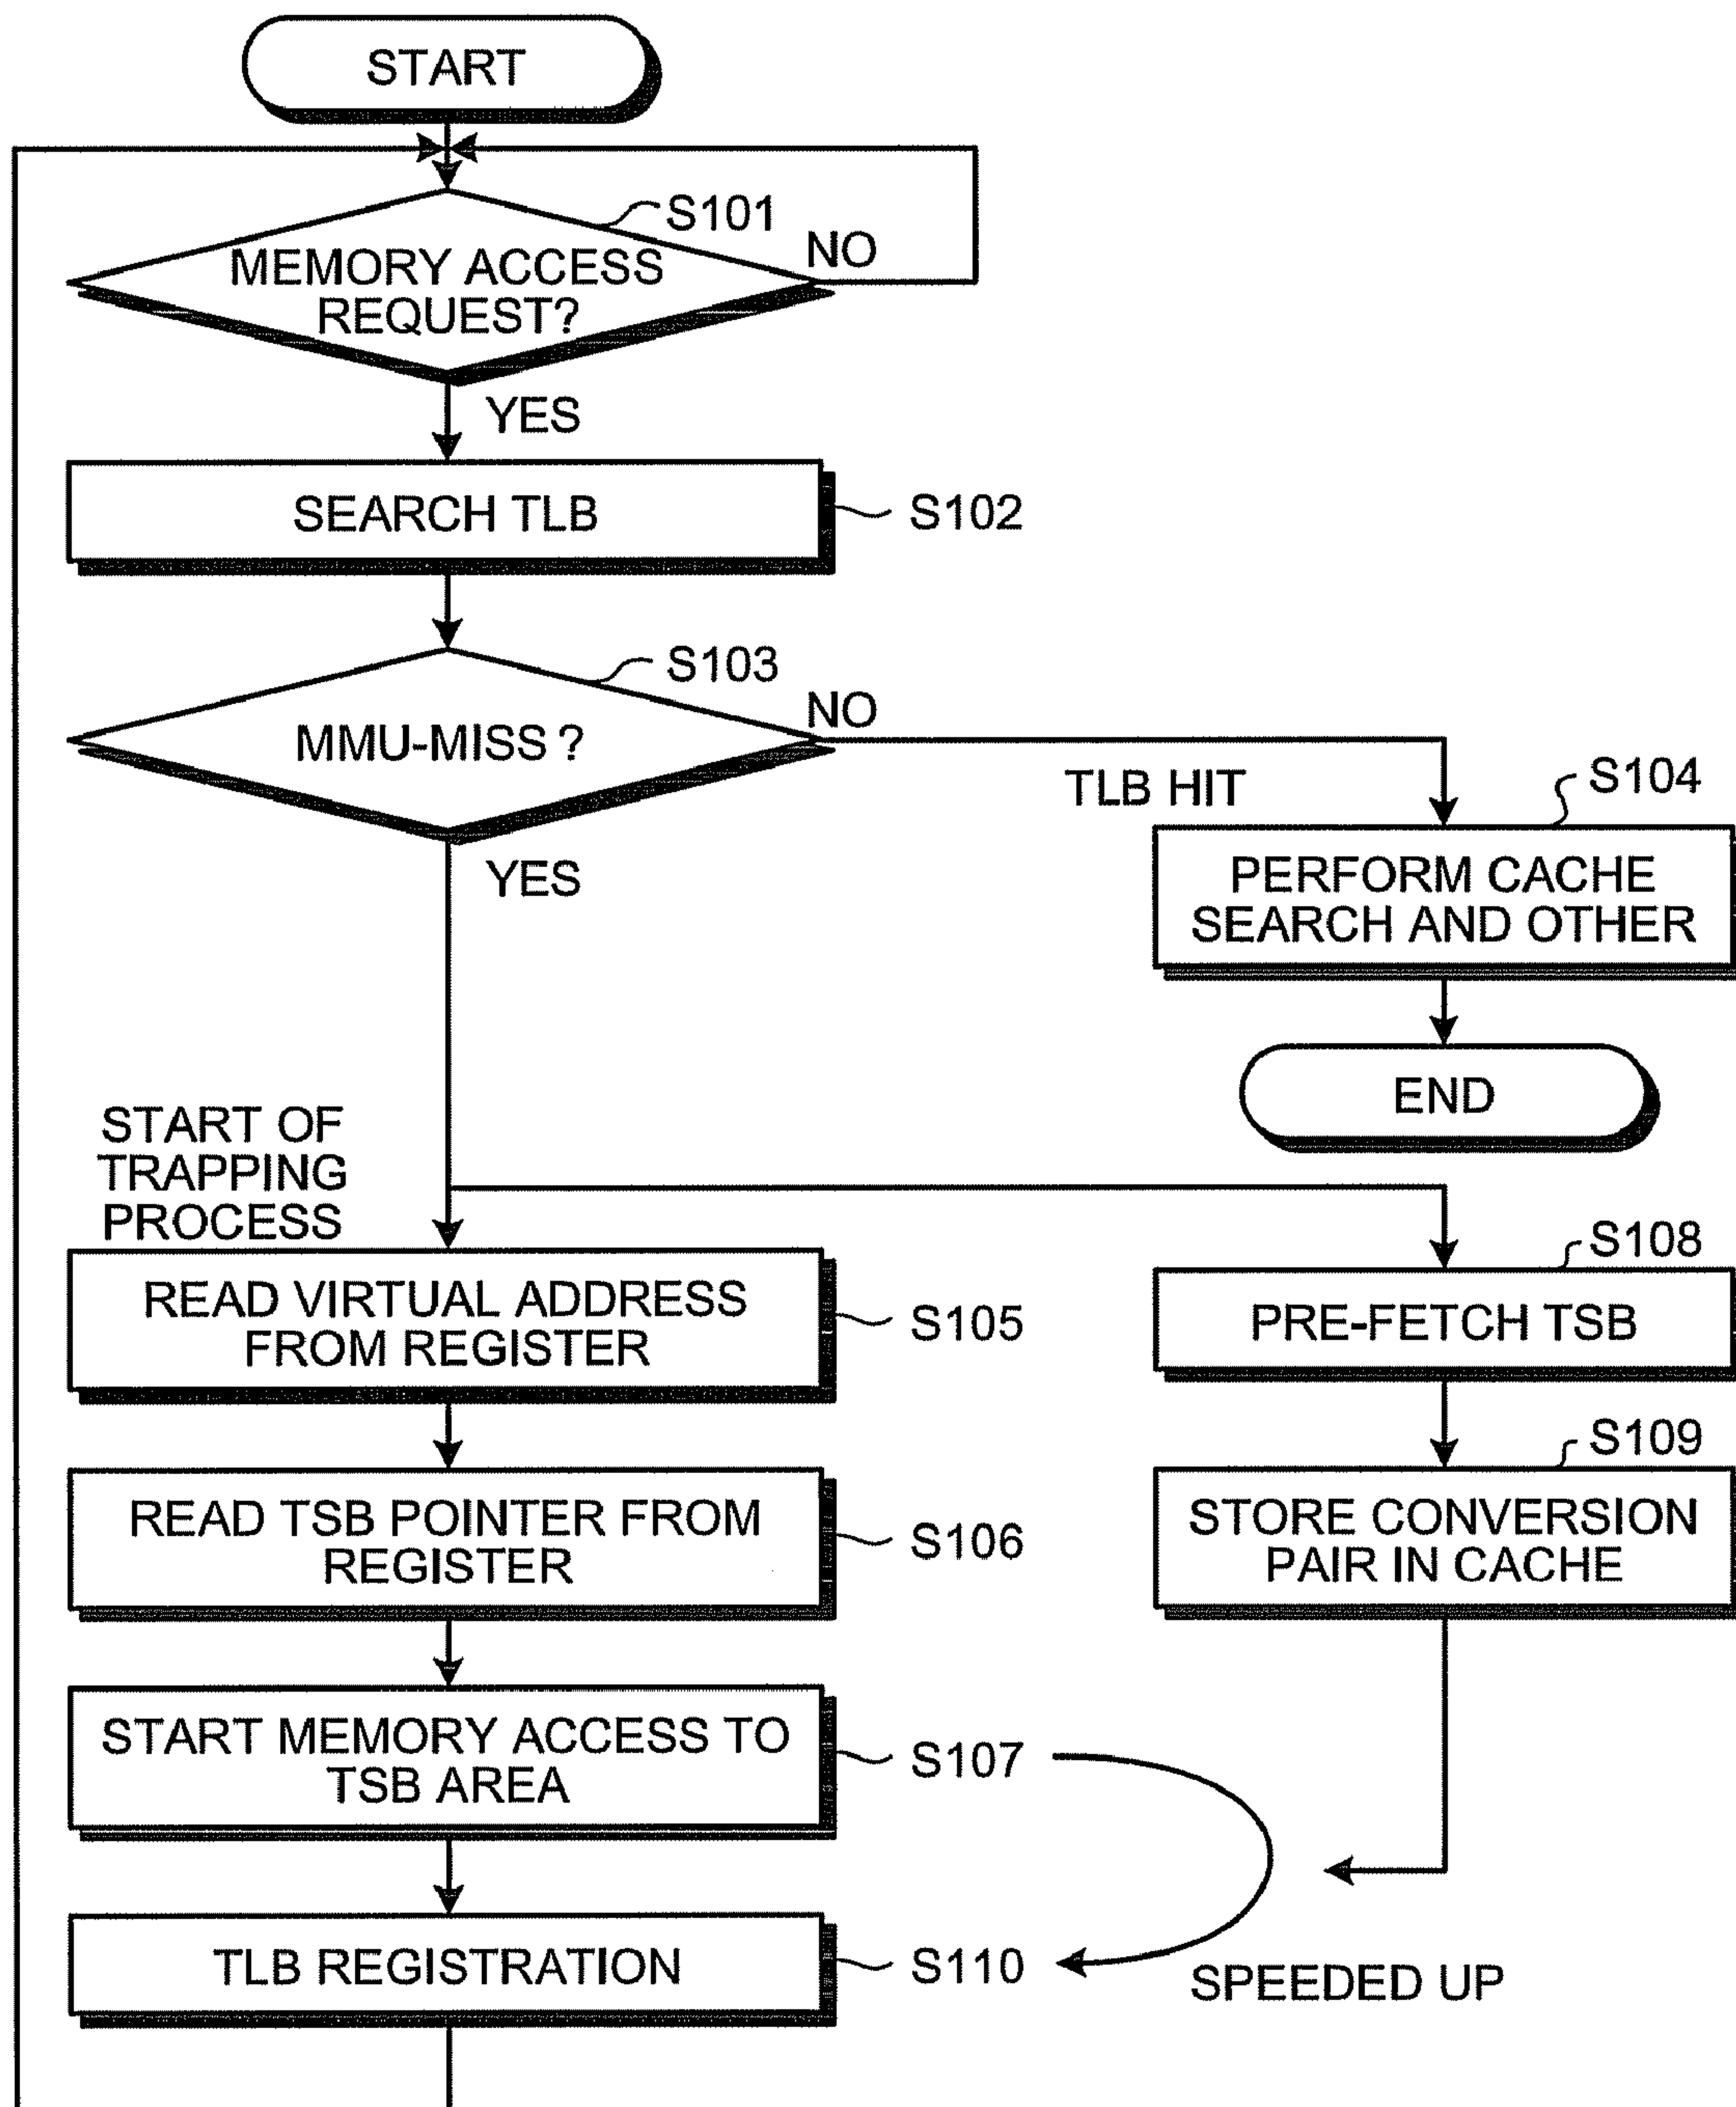 START
S101
NO
MEMORY ACCESS
REQUEST?
YES
SEARCH TLB
S102
S103
NO
MMU-MISS ?
TLB HIT
S104
YES
PERFORM CACHE
SEARCH AND OTHER
END
START OF
TRAPPING
PROCESS
S108
READ VIRTUAL ADDRESS
FROM REGISTER
S105
PRE-FETCH TSB
S109
READ TSB POINTER FROM
REGISTER
S106
STORE CONVERSION
PAIR IN CACHE
START MEMORY ACCESS TO
TSB AREA
S107
TLB REGISTRATION
S110
SPEEDED UP